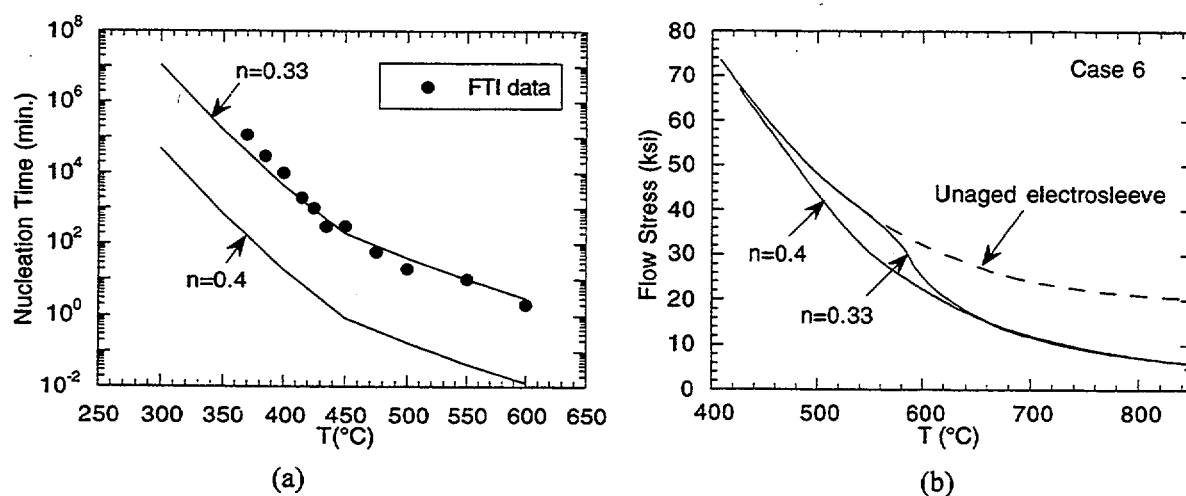 Nucleation Time (min.)
10^8
10^6
10^4
10^2
10^0
10^-2
n=0.33
FTI data
n=0.4
250 300 350 400 450 500 550 600 650
T(°C)
(a)
Flow Stress (ksi)
80
70
60
50
40
30
20
10
0
Case 6
Unaged electrosleeve
n=0.4
n=0.33
400 500 600 700 800
T (°C)
(b)